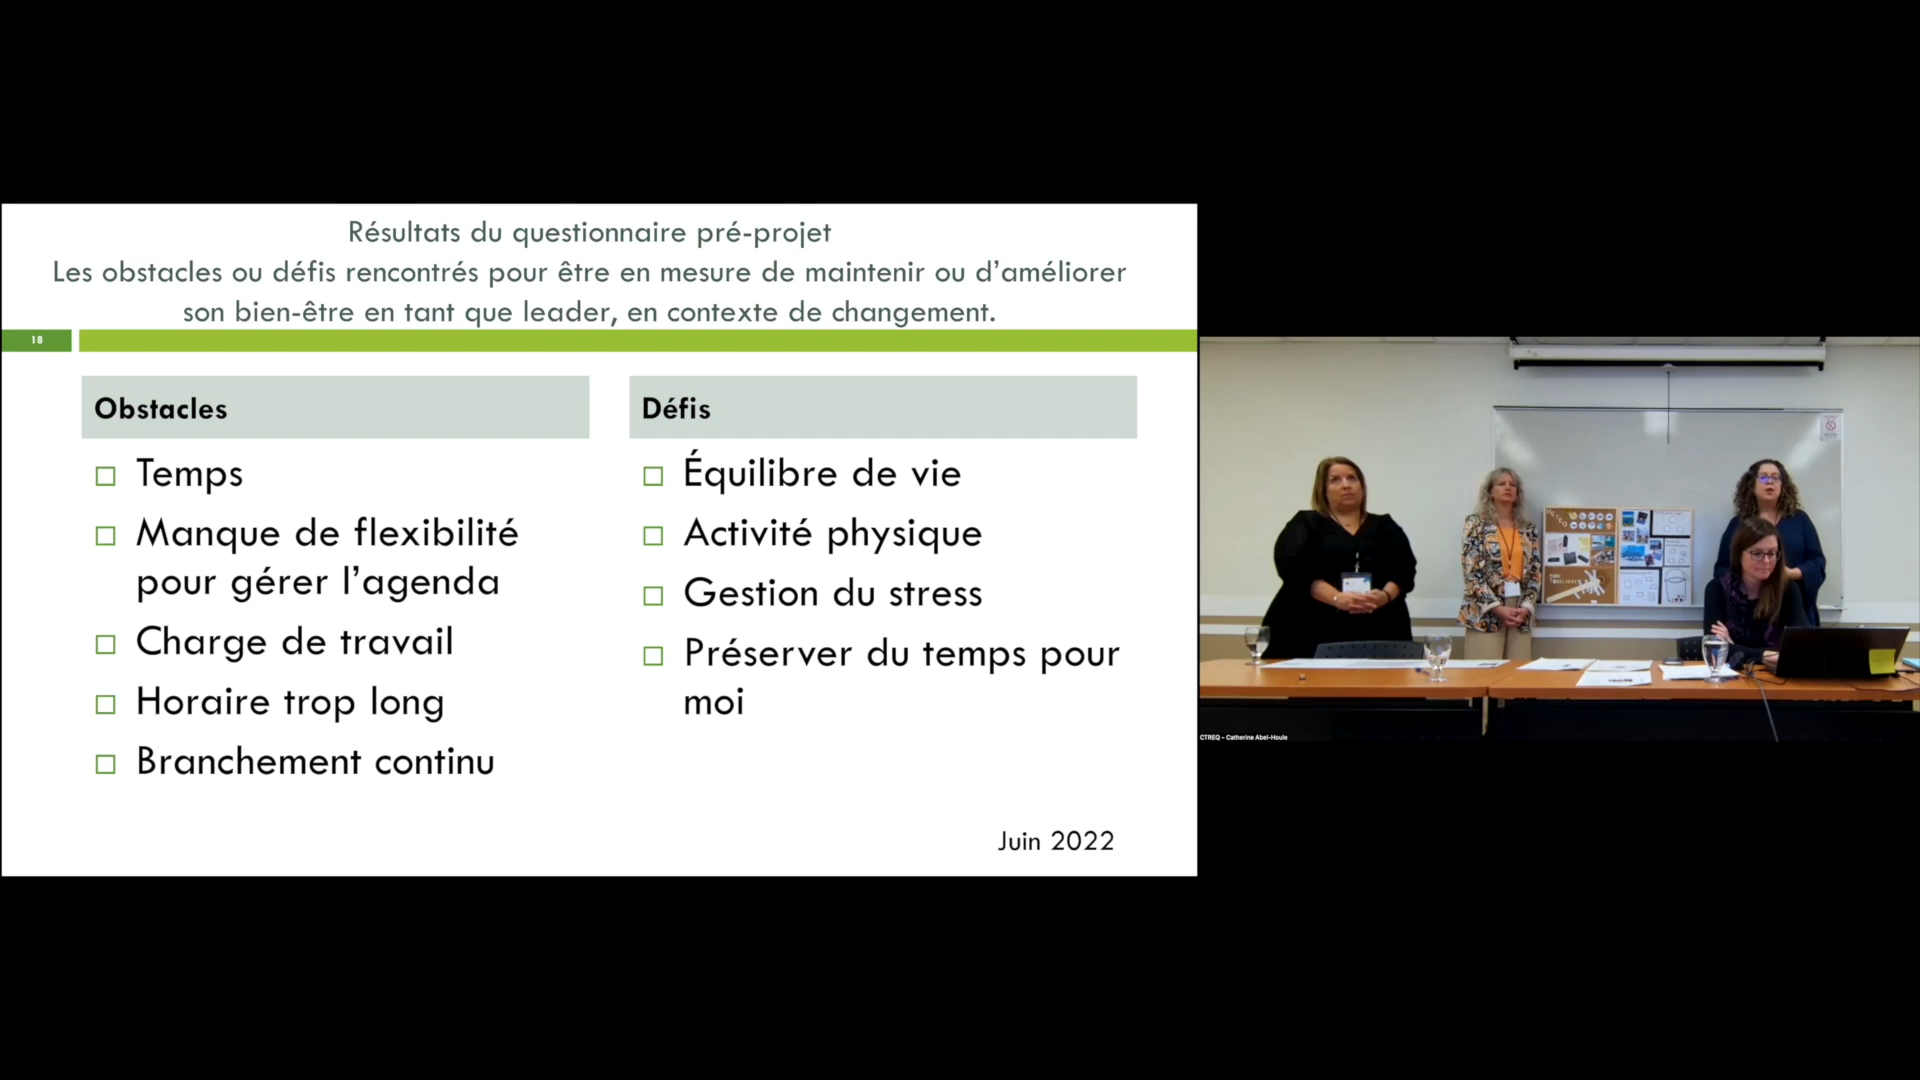 Résultats du questionnaire pré-projet
Les obstacles ou défis rencontrés pour être en mesure de maintenir ou d’améliorer
son bien-être en tant que leader, en contexte de changement.
18
Obstacles
Temps
Manque de flexibilité
pour gérer l’agenda
Charge de travail
Horaire trop long
Branchement continu
Défis
Équilibre de vie
Activité physique
Gestion du stress
Préserver du temps pour
moi
Juin 2022
CTREQ - Catherine Abel-Houle